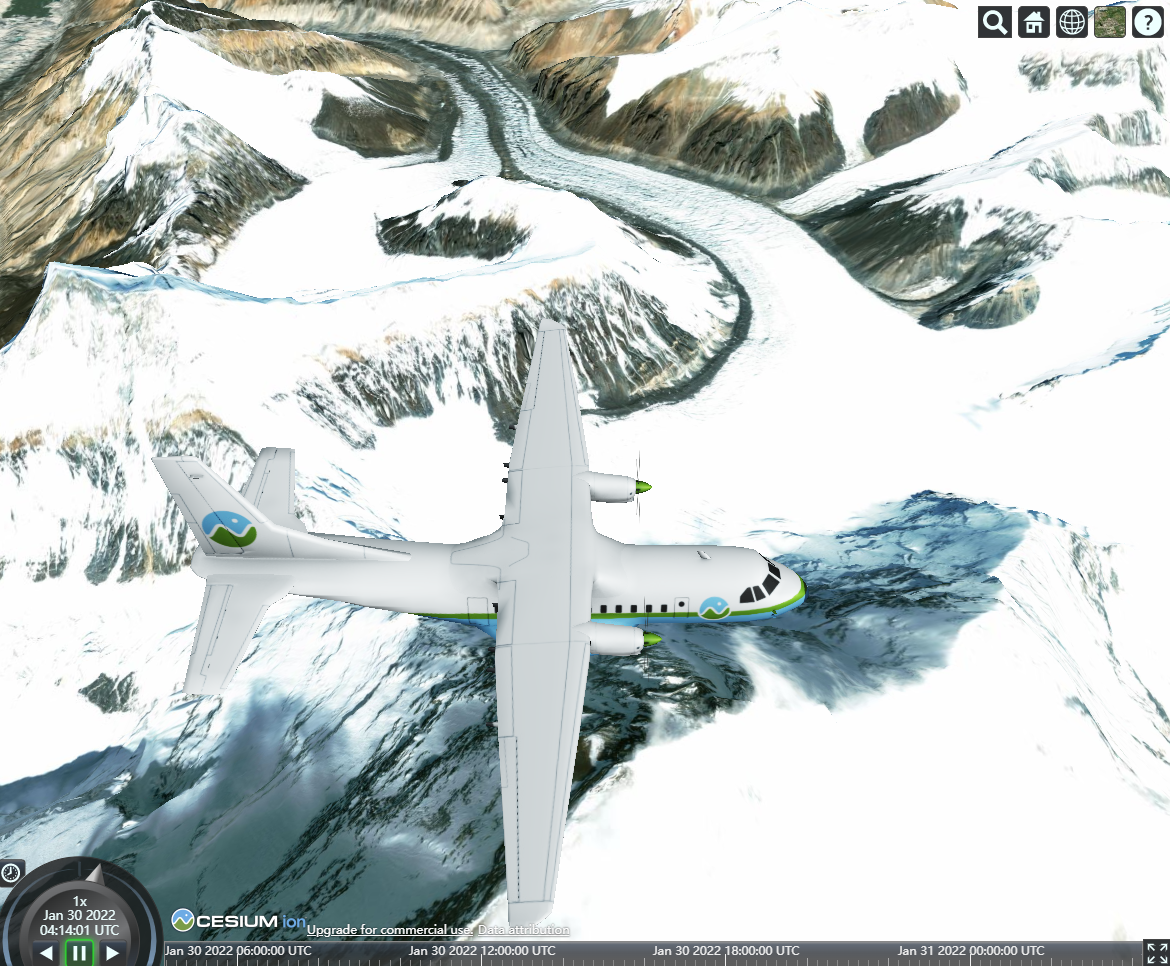 ?
1x
Jan 30 2022
04:14:01 UTC
CESIUM ion
Upgrade for commercial use. Data attribution
Jan 30 2022 06:00:00 UTC
Jan 30 2022 12:00:00 UTC
Jan 30 2022 18:00:00 UTC
Jan 31 2022 00:00:00 UTC